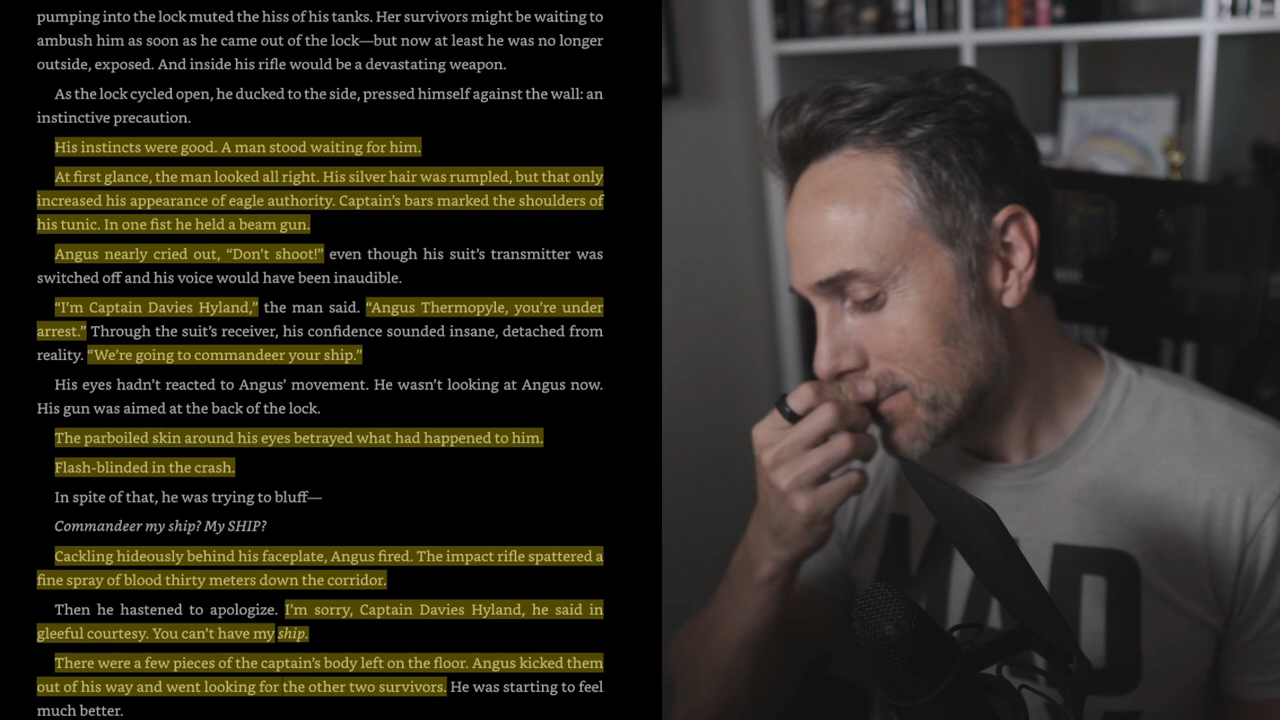 pumping into the lock muted the hiss of his tanks. Her survivors might be waiting to
ambush him as soon as he came out of the lock—but now at least he was no longer
outside, exposed. And inside his rifle would be a devastating weapon.
As the lock cycled open, he ducked to the side, pressed himself against the wall: an
instinctive precaution.
His instincts were good. A man stood waiting for him.
At first glance, the man looked all right. His silver hair was rumpled, but that only
increased his appearance of eagle authority. Captain’s bars marked the shoulders of
his tunic. In one fist he held a beam gun.
Angus nearly cried out, “Don’t shoot!” even though his suit’s transmitter was
switched off and his voice would have been inaudible.
“I’m Captain Davies Hyland,” the man said. “Angus Thermopyle, you’re under
arrest.” Through the suit’s receiver, his confidence sounded insane, detached from
reality. “We’re going to commandeer your ship.”
His eyes hadn’t reacted to Angus’ movement. He wasn’t looking at Angus now.
His gun was aimed at the back of the lock.
The parboiled skin around his eyes betrayed what had happened to him.
Flash-blinded in the crash.
In spite of that, he was trying to bluff—
Commandeer my ship? My SHIP?
Cackling hideously behind his faceplate, Angus fired. The impact rifle spattered a
fine spray of blood thirty meters down the corridor.
Then he hastened to apologize. I’m sorry, Captain Davies Hyland, he said in
gleeful courtesy. You can’t have my ship.
There were a few pieces of the captain’s body left on the floor. Angus kicked them
out of his way and went looking for the other two survivors. He was starting to feel
much better.